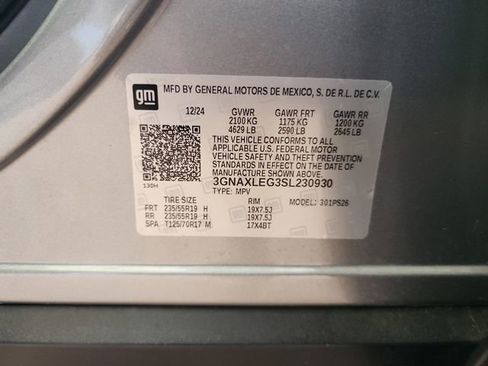 gm
MFD BY GENERAL MOTORS DE MEXICO, S. DE R.L. DE C.V.
12/24 GVWR GAWR FRT GAWR RR
2100 KG 1175 KG 1200 KG
4629 LB 2590 LB 2645 LB
THIS VEHICLE CONFORMS TO ALL
APPLICABLE U.S. FEDERAL MOTOR
VEHICLE SAFETY AND THEFT PREVENTION
STANDARDS IN EFFECT ON THE DATE OF
MANUFACTURE SHOWN ABOVE.
3GNAXLEG3SL230930
130H TYPE: MPV
TIRE SIZE RIM MODEL: 301PS26
FRT 235/55R19 H 19X7.5J
RR 235/55R19 H 19X7.5J
SPA T125/70R17 M 17X4BT